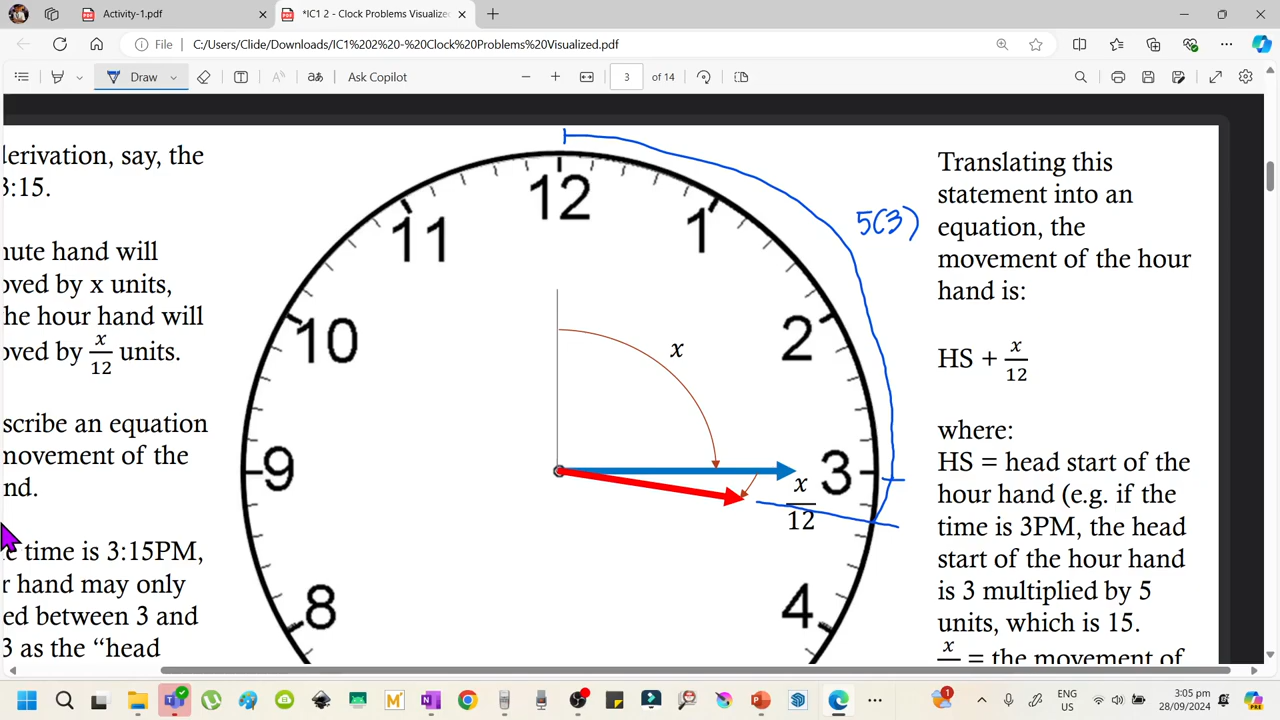 Activity-1.pdf
*IC1 2 - Clock Problems Visualized
File
C:/Users/Clide/Downloads/IC1%202%20-%20Clock%20Problems%20Visualized.pdf
Draw
Ask Copilot
3
of 14
derivation, say, the
3:15.
nute hand will
oved by x units,
he hour hand will
oved by x/12 units.
scribe an equation
movement of the
nd.
e time is 3:15PM,
r hand may only
ed between 3 and
3 as the “head
12
11
1
10
2
9
3
8
4
x
x/12
5(3)
Translating this
statement into an
equation, the
movement of the hour
hand is:
HS + x/12
where:
HS = head start of the
hour hand (e.g. if the
time is 3PM, the head
start of the hour hand
is 3 multiplied by 5
units, which is 15.
x
= the movement of
1
ENG
US
3:05 pm
28/09/2024